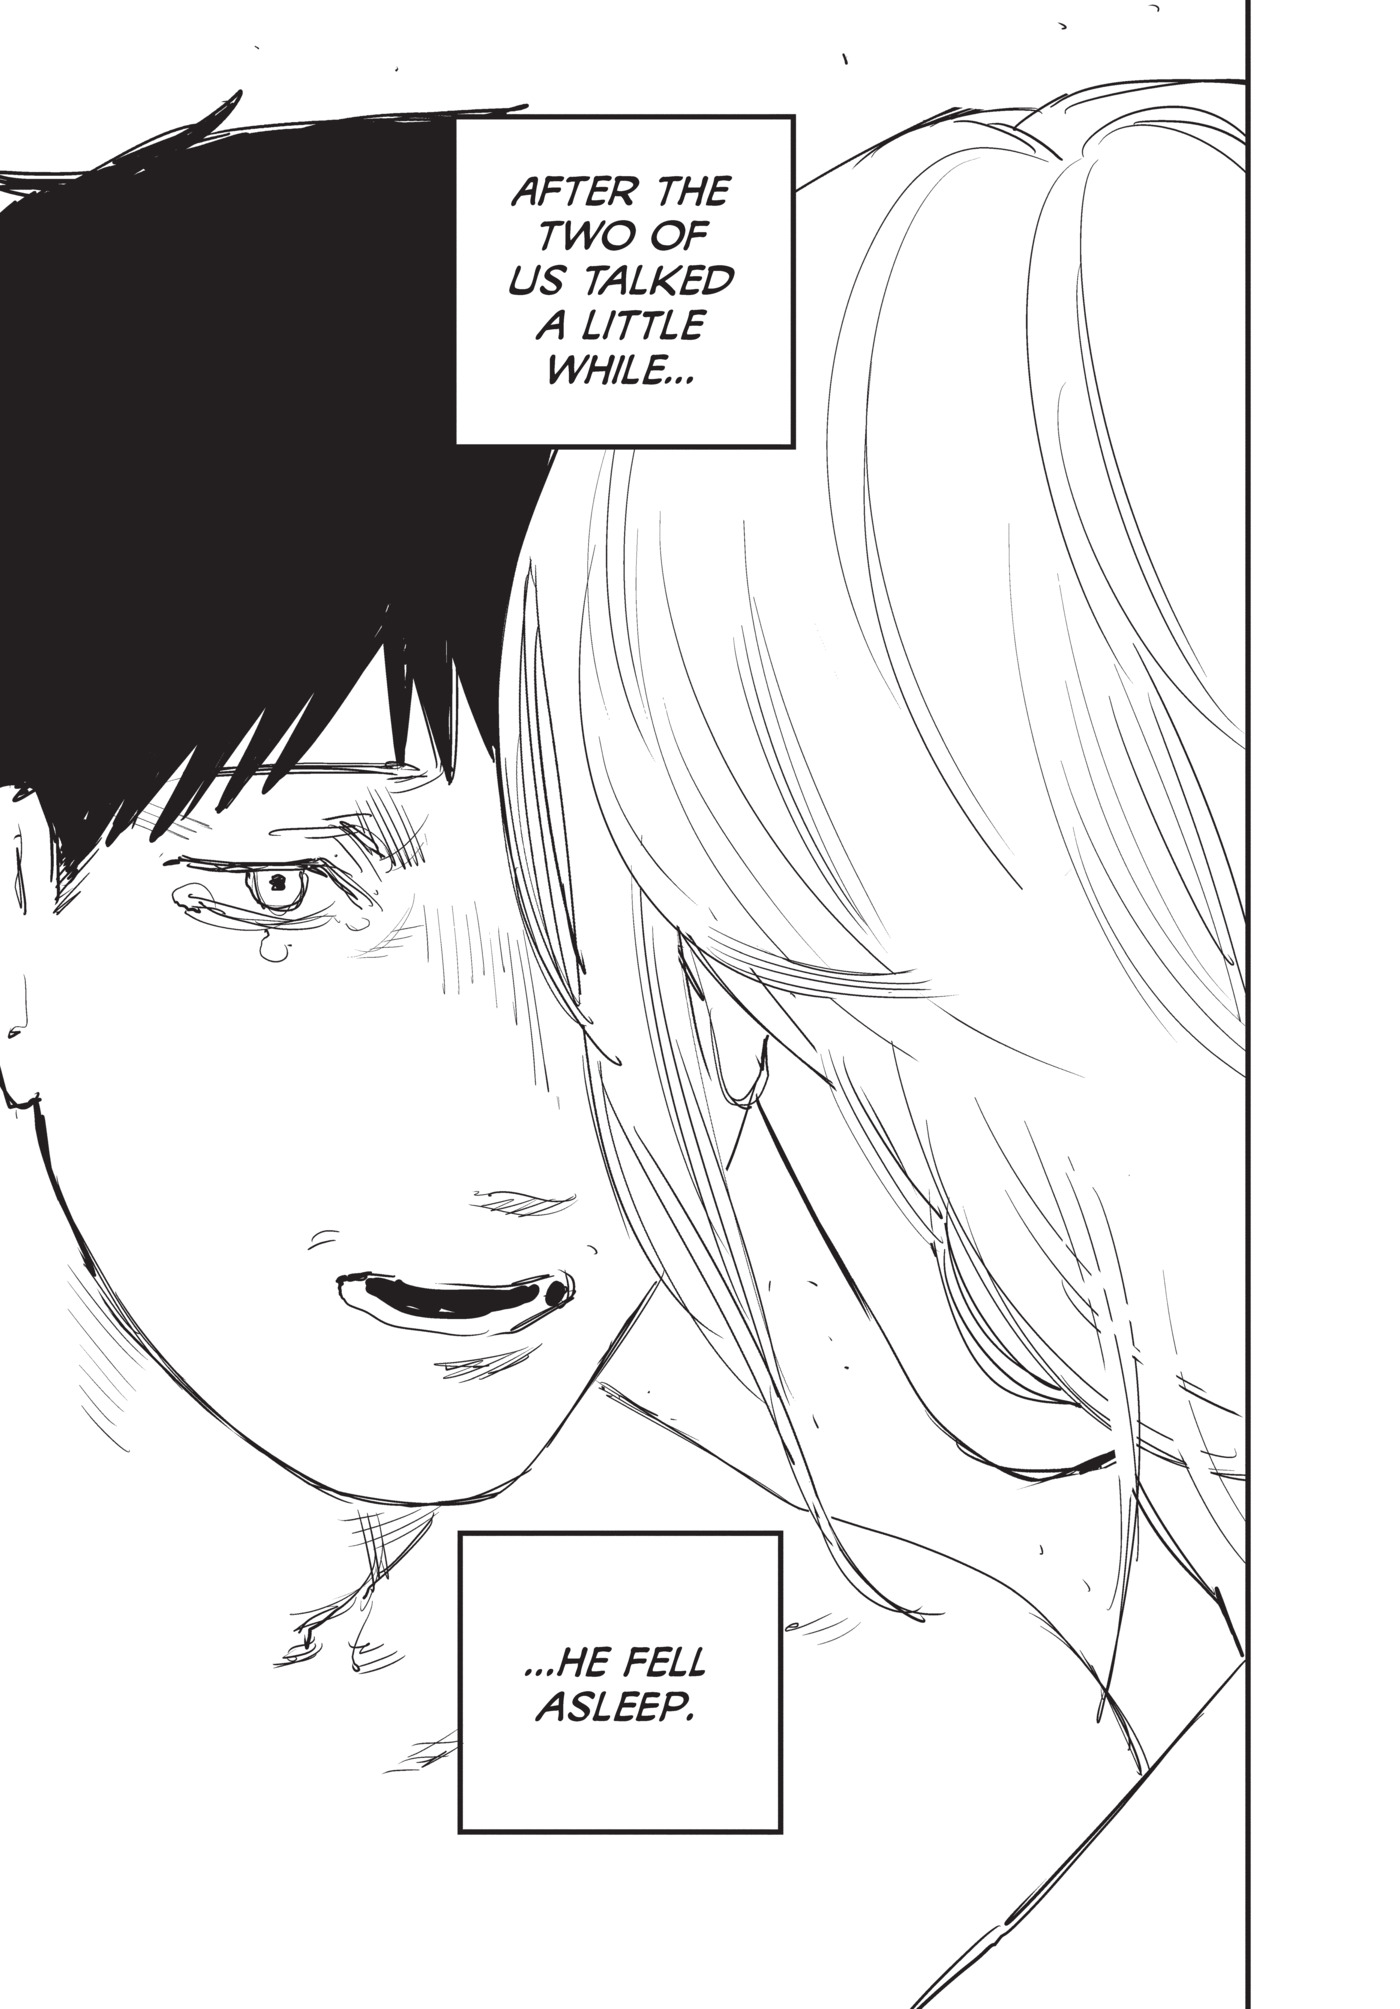 AFTER THE
TWO OF
US TALKED
A LITTLE
WHILE...
...HE FELL
ASLEEP.